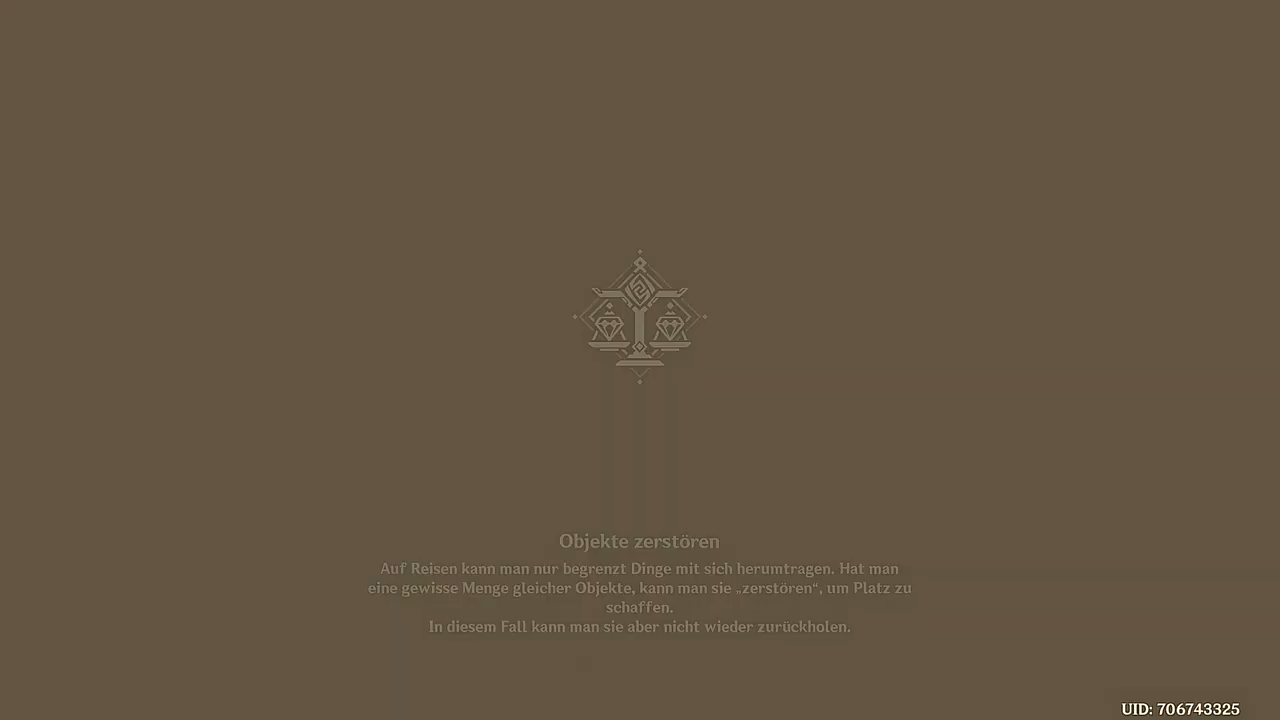 Objekte zerstören
Auf Reisen kann man nur begrenzt Dinge mit sich herumtragen. Hat man
eine gewisse Menge gleicher Objekte, kann man sie „zerstören“, um Platz zu
schaffen.
In diesem Fall kann man sie aber nicht wieder zurückholen.
UID: 706743325